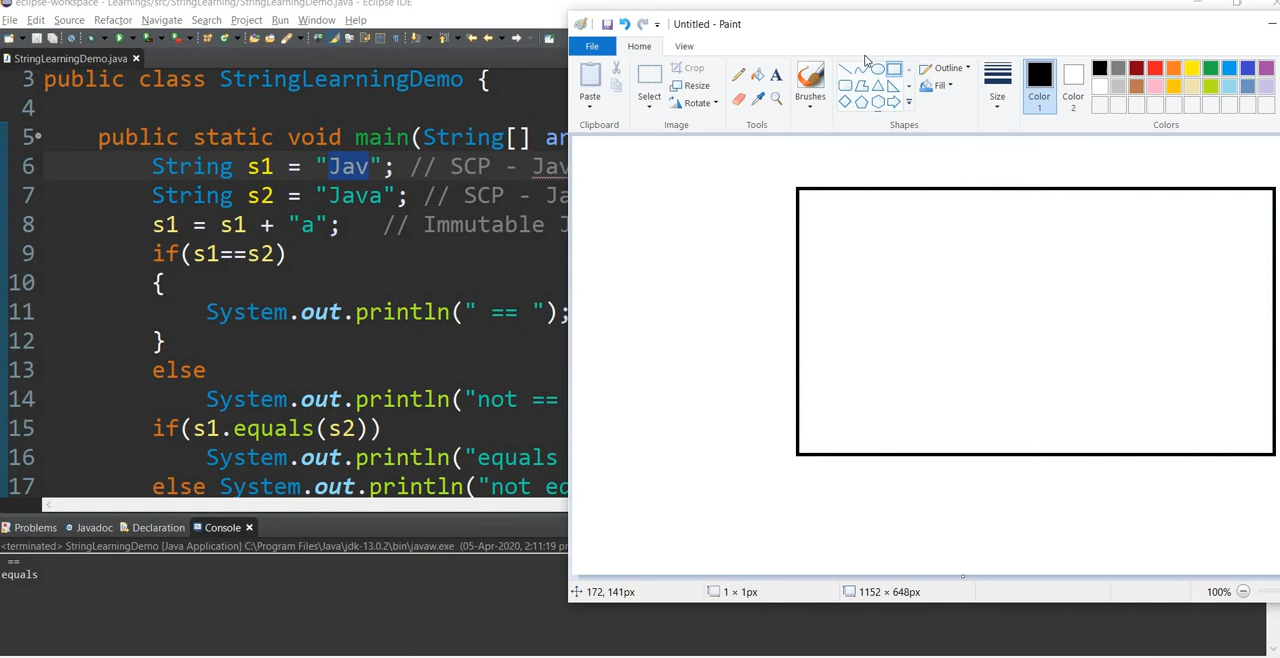 eclipse-workspace - Learnings/src/StringLearning/StringLearningDemo.java - Eclipse IDE
File Edit Source Refactor Navigate Search Project Run Window Help
StringLearningDemo.java
3 public class StringLearningDemo {
4
5 public static void main(String[] ar
6 String s1 = "Jav"; // SCP - Jav
7 String s2 = "Java"; // SCP - Ja
8 s1 = s1 + "a"; // Immutable J
9 if(s1==s2)
10 {
11 System.out.println(" == ");
12 }
13 else
14 System.out.println("not ==
15 if(s1.equals(s2))
16 System.out.println("equals
17 else System.out.println("not eq
Problems Javadoc Declaration Console
<terminated> StringLearningDemo [Java Application] C:\Program Files\Java\jdk-13.0.2\bin\javaw.exe (05-Apr-2020, 2:11:19 pm
==
equals
Untitled - Paint
File Home View
Paste
Select
Crop
Resize
Rotate
A
Brushes
Outline
Fill
Size
Color 1
Color 2
Clipboard Image Tools Shapes Colors
172, 141px 1 × 1px 1152 × 648px 100%